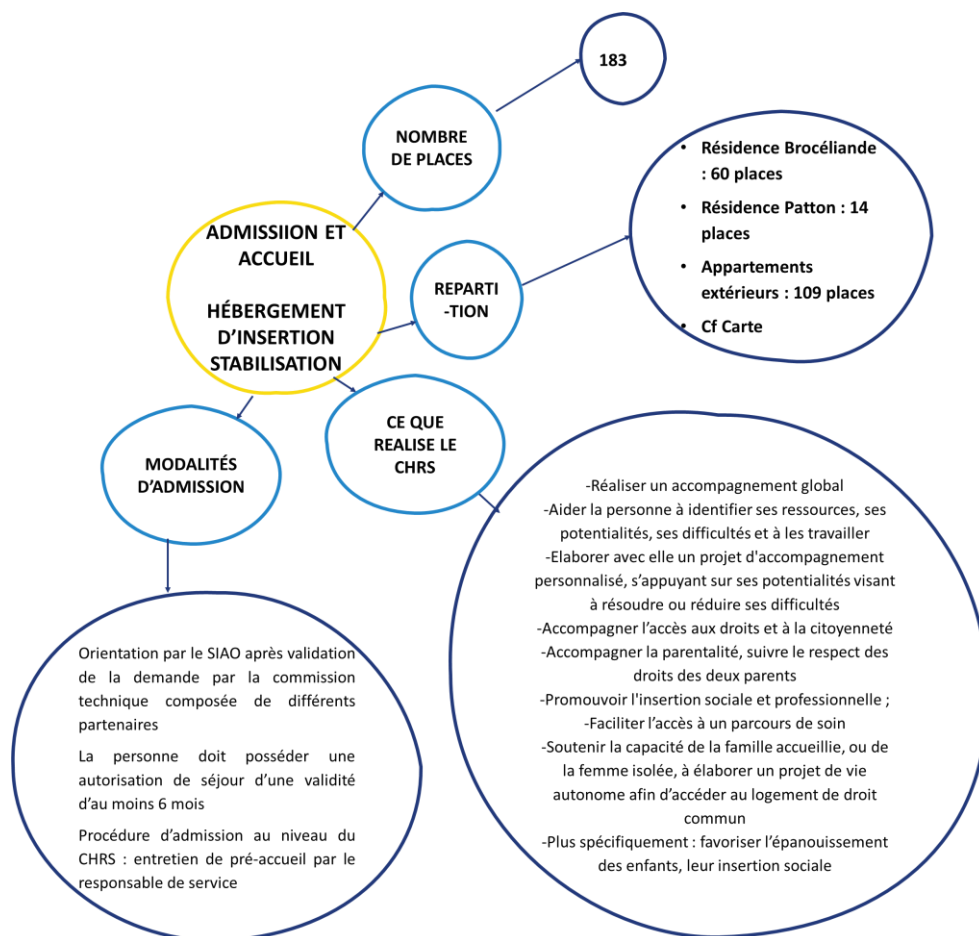 183
NOMBRE
DE PLACES
• Résidence Brocéliande
: 60 places
• Résidence Patton : 14
places
• Appartements
extérieurs : 109 places
• Cf Carte
ADMISSIION ET
ACCUEIL
HÉBERGEMENT
D’INSERTION
STABILISATION
REPARTI
-TION
CE QUE
REALISE LE
CHRS
MODALITÉS
D’ADMISSION
-Réaliser un accompagnement global
-Aider la personne à identifier ses ressources, ses
potentialités, ses difficultés et à les travailler
-Elaborer avec elle un projet d'accompagnement
personnalisé, s’appuyant sur ses potentialités visant
à résoudre ou réduire ses difficultés
-Accompagner l’accès aux droits et à la citoyenneté
-Accompagner la parentalité, suivre le respect des
droits des deux parents
-Promouvoir l'insertion sociale et professionnelle ;
-Faciliter l’accès à un parcours de soin
-Soutenir la capacité de la famille accueillie, ou de
la femme isolée, à élaborer un projet de vie
autonome afin d’accéder au logement de droit
commun
-Plus spécifiquement : favoriser l’épanouissement
des enfants, leur insertion sociale
Orientation par le SIAO après validation
de la demande par la commission
technique composée de différents
partenaires
La personne doit posséder une
autorisation de séjour d’une validité
d’au moins 6 mois
Procédure d’admission au niveau du
CHRS : entretien de pré-accueil par le
responsable de service